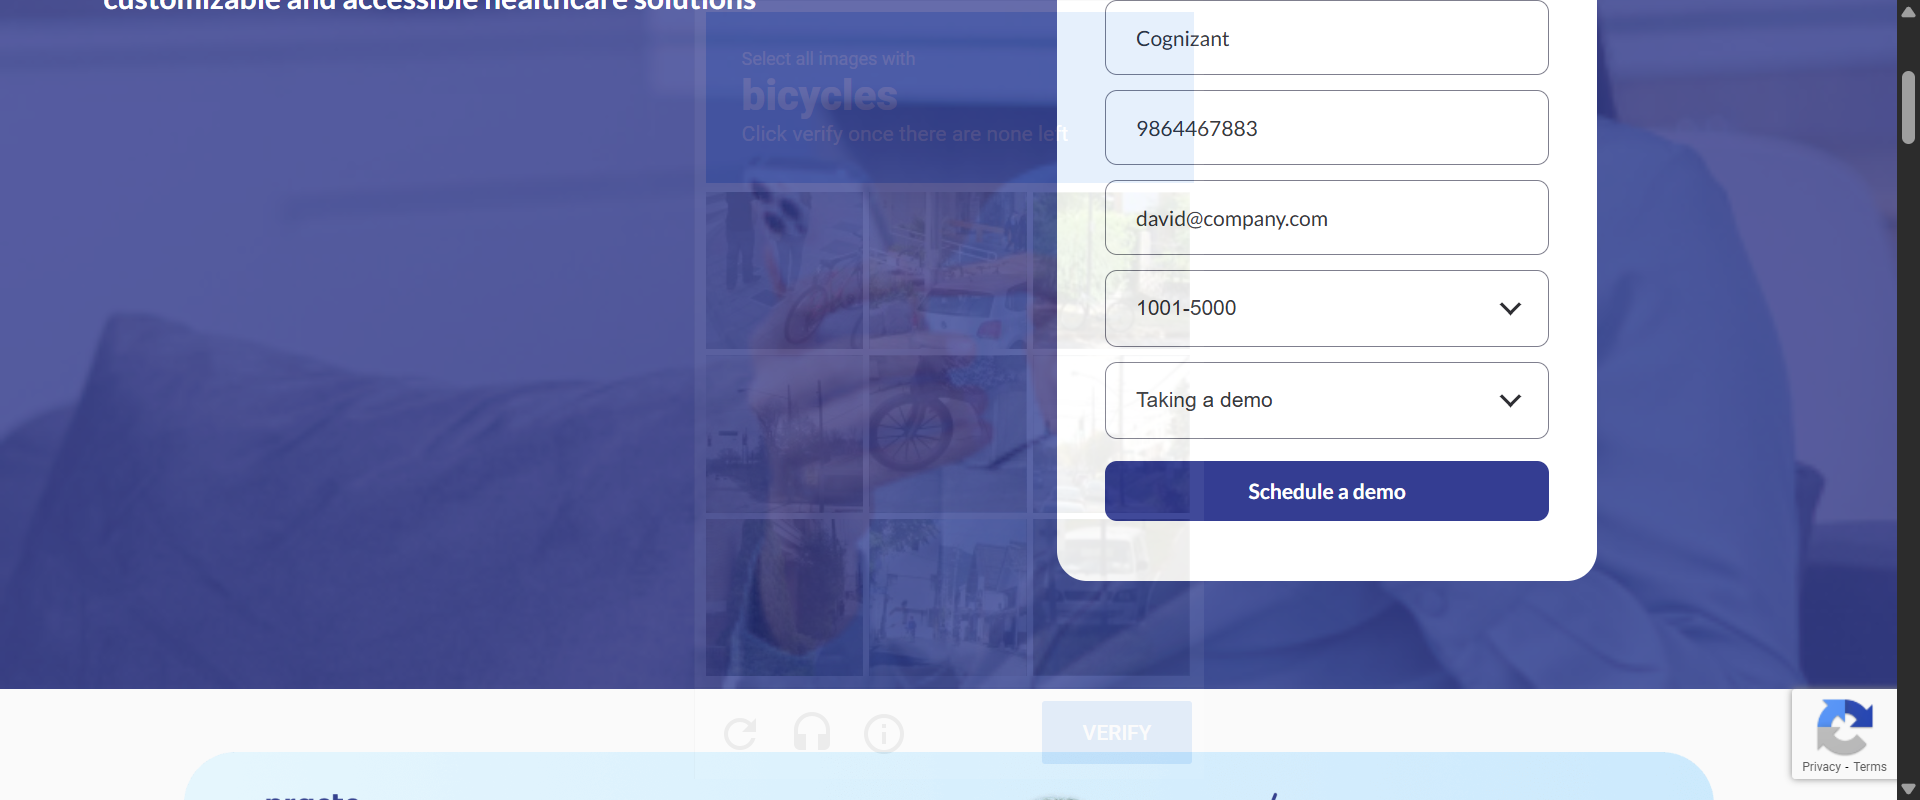 customizable and accessible healthcare solutions
Select all images with
bicycles
Click verify once there are none left
Cognizant
9864467883
david@company.com
1001-5000
Taking a demo
Schedule a demo
VERIFY
Privacy - Terms